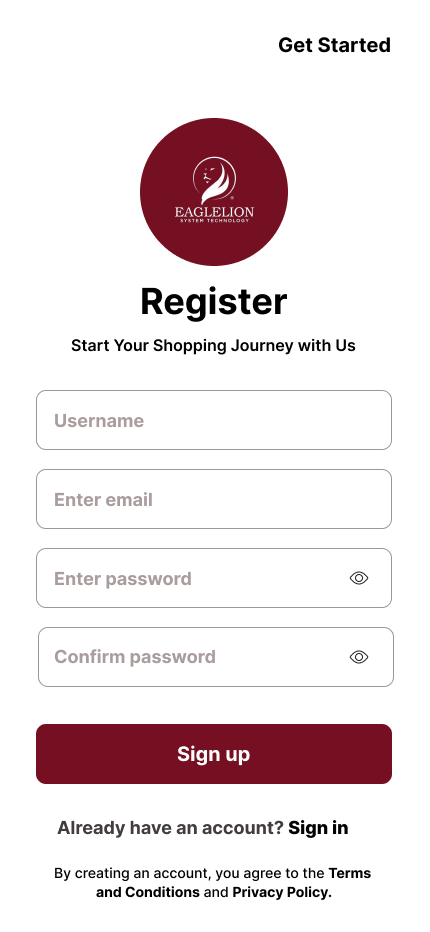 Get Started
EAGLELION
SYSTEM TECHNOLOGY
Register
Start Your Shopping Journey with Us
Username
Enter email
Enter password
Confirm password
Sign up
Already have an account? Sign in
By creating an account, you agree to the Terms
and Conditions and Privacy Policy.